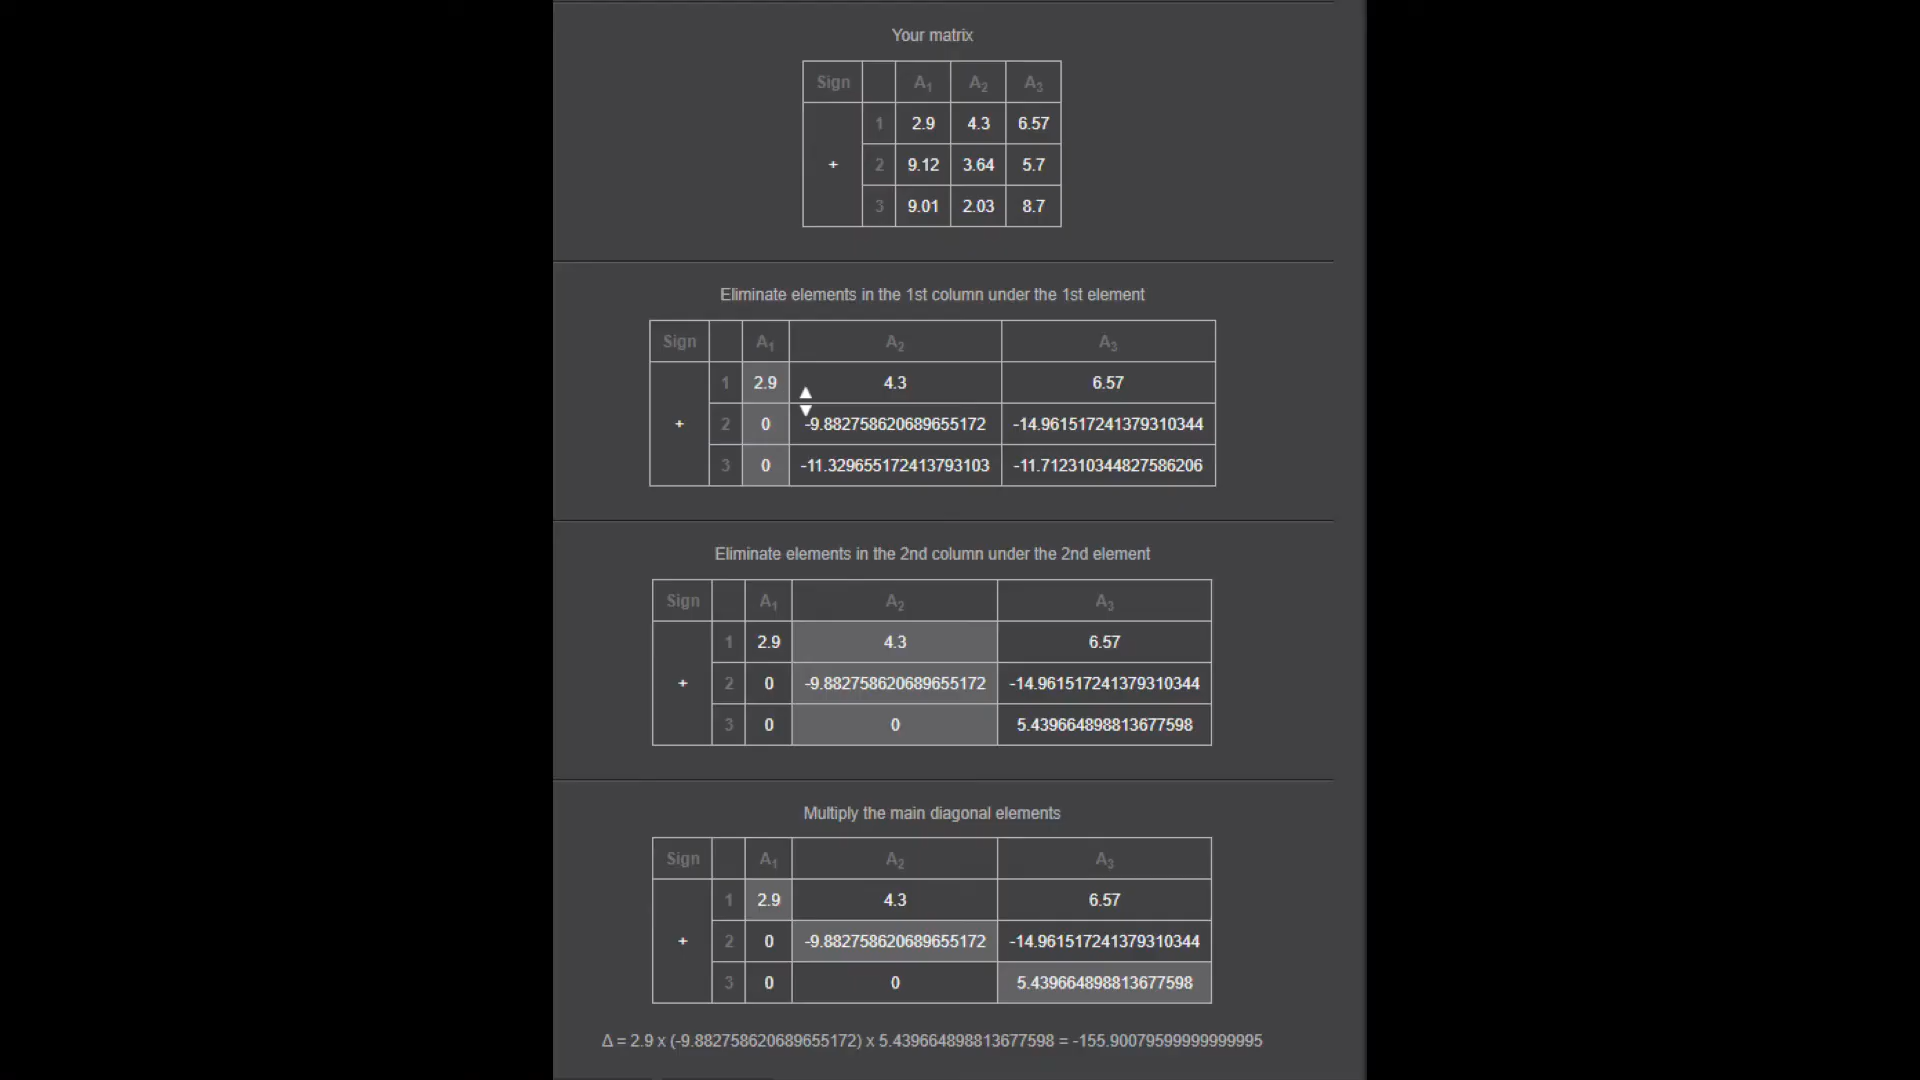 Your matrix
Sign A₁ A₂ A₃
1 2.9 4.3 6.57
+ 2 9.12 3.64 5.7
3 9.01 2.03 8.7
Eliminate elements in the 1st column under the 1st element
Sign A₁ A₂ A₃
1 2.9 4.3 6.57
+ 2 0 -9.882758620689655172 -14.961517241379310344
3 0 -11.329655172413793103 -11.712310344827586206
Eliminate elements in the 2nd column under the 2nd element
Sign A₁ A₂ A₃
1 2.9 4.3 6.57
+ 2 0 -9.882758620689655172 -14.961517241379310344
3 0 0 5.439664898813677598
Multiply the main diagonal elements
Sign A₁ A₂ A₃
1 2.9 4.3 6.57
+ 2 0 -9.882758620689655172 -14.961517241379310344
3 0 0 5.439664898813677598
Δ = 2.9 x (-9.882758620689655172) x 5.439664898813677598 = -155.90079599999999995